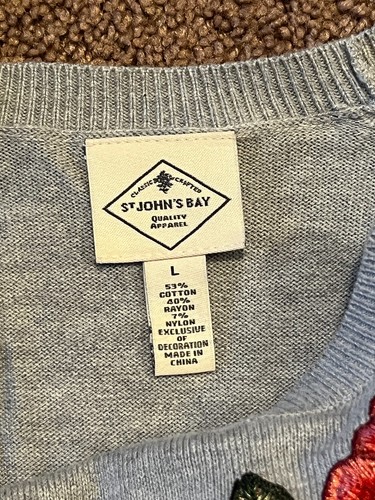 CLASSIC CRAFTED
ST JOHN'S BAY
QUALITY
APPAREL
L
53%
COTTON
40%
RAYON
7%
NYLON
EXCLUSIVE
OF
DECORATION
MADE IN
CHINA